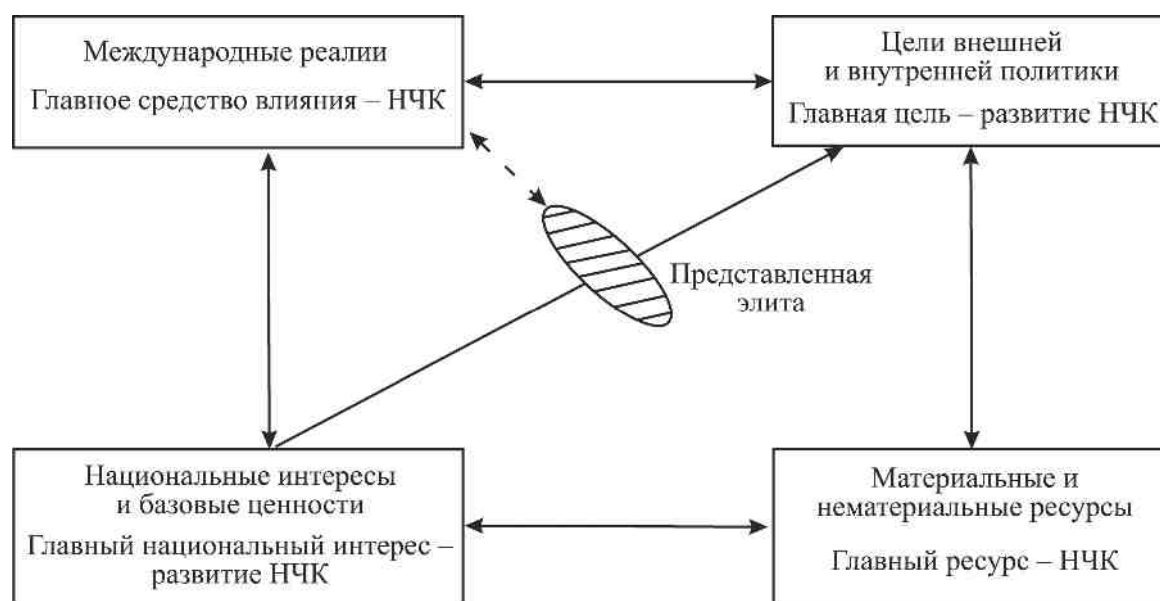 Международные реалии
Главное средство влияния – НЧК
Цели внешней
и внутренней политики
Главная цель – развитие НЧК
Представленная
элита
Национальные интересы
и базовые ценности
Главный национальный интерес –
развитие НЧК
Материальные и
нематериальные ресурсы
Главный ресурс – НЧК